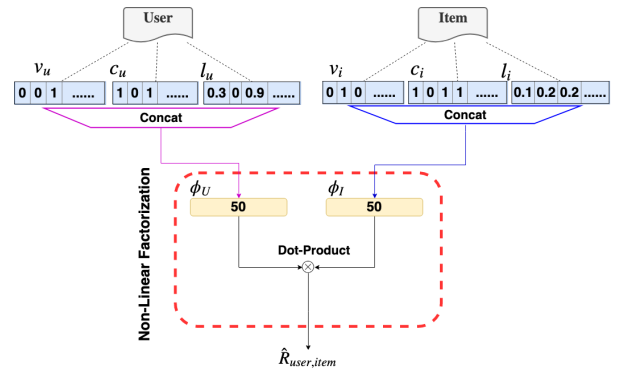 User
Item
v_u
c_u
l_u
v_i
c_i
l_i
0 0 1 ......
1 0 1 ......
0.3 0 0.9 ......
0 1 0 ......
1 0 1 1 ......
0.1 0.2 0.2 ......
Concat
Concat
Non-Linear Factorization
ϕ_U
ϕ_I
50
50
Dot-Product
R̂_{user,item}